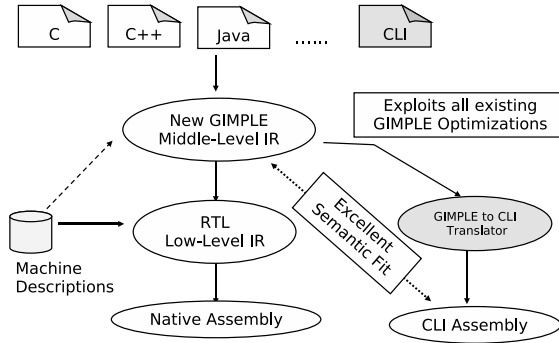 C
C++
Java
......
CLI
New GIMPLE
Middle-Level IR
Exploits all existing
GIMPLE Optimizations
RTL
Low-Level IR
Excellent
Semantic Fit
GIMPLE to CLI
Translator
Machine
Descriptions
Native Assembly
CLI Assembly